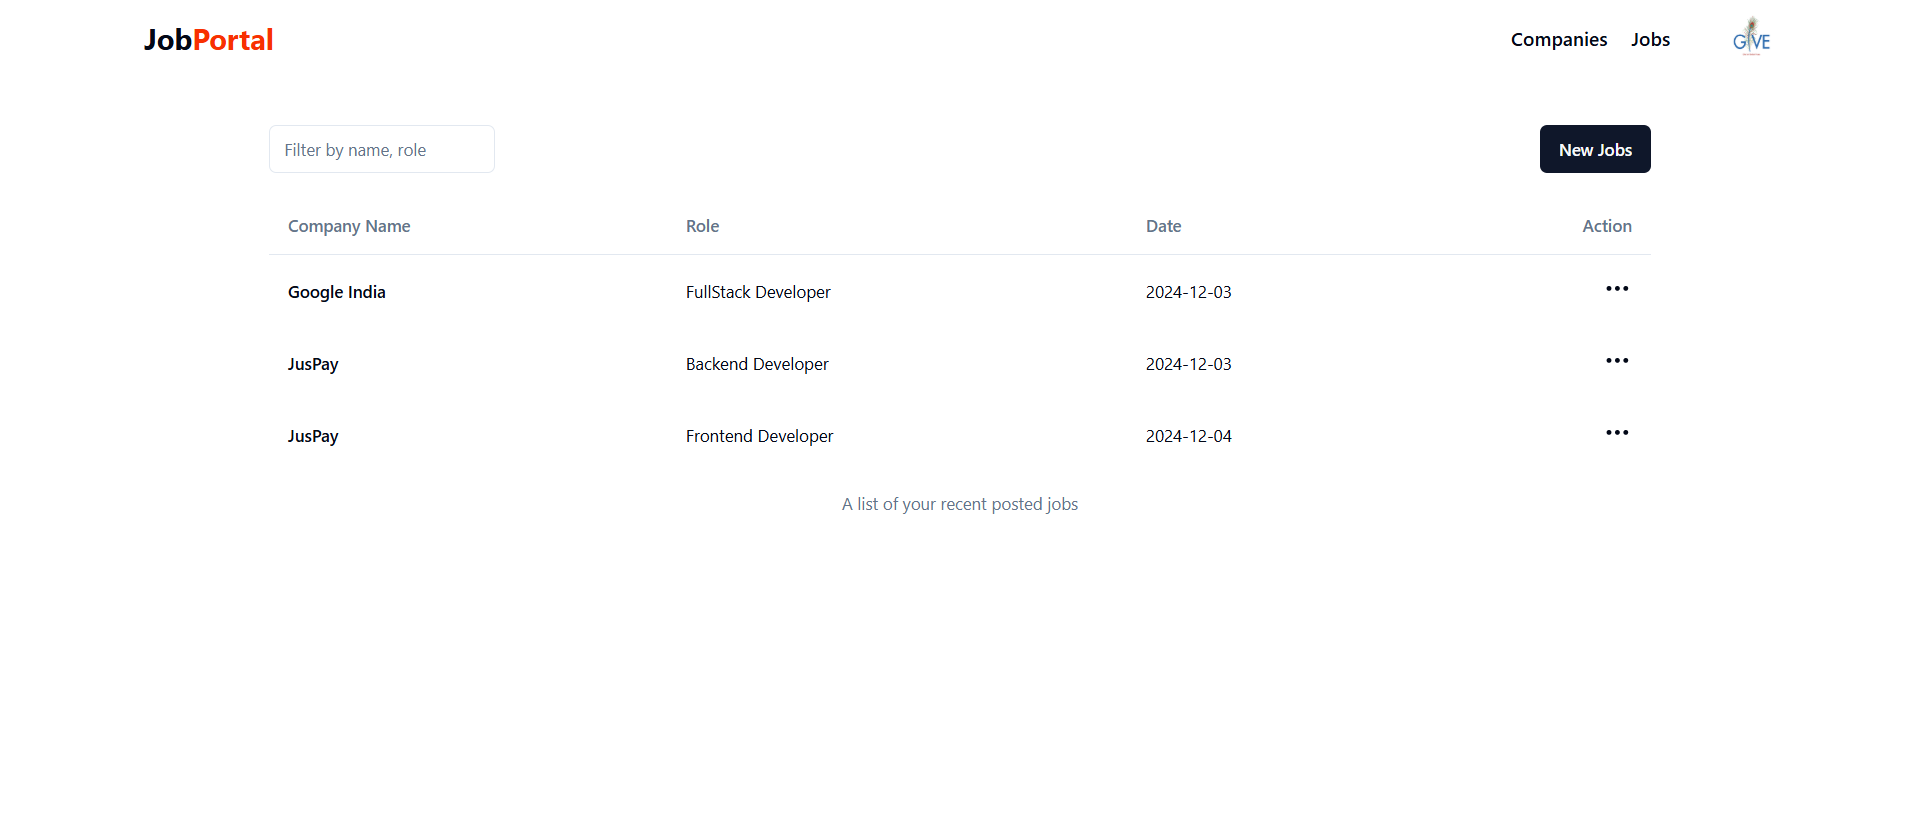 JobPortal
Companies Jobs
GIVE
Filter by name, role
New Jobs
Company Name Role Date Action
Google India FullStack Developer 2024-12-03
JusPay Backend Developer 2024-12-03
JusPay Frontend Developer 2024-12-04
A list of your recent posted jobs